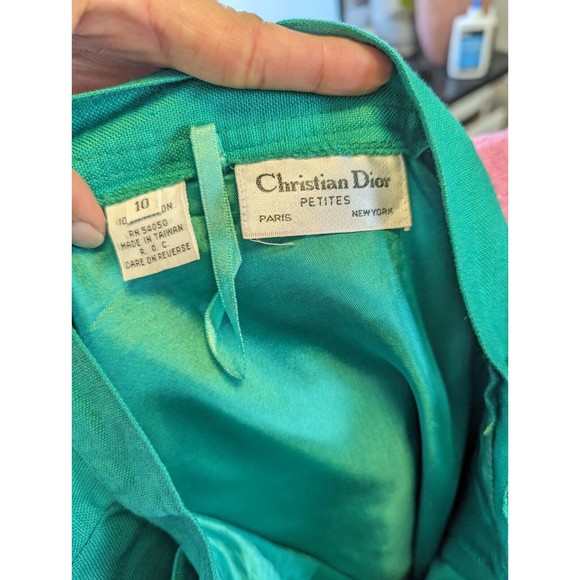 10
RN 54050
MADE IN TAIWAN
R. O. C.
CARE ON REVERSE
Christian Dior
PETITES
PARIS NEW YORK